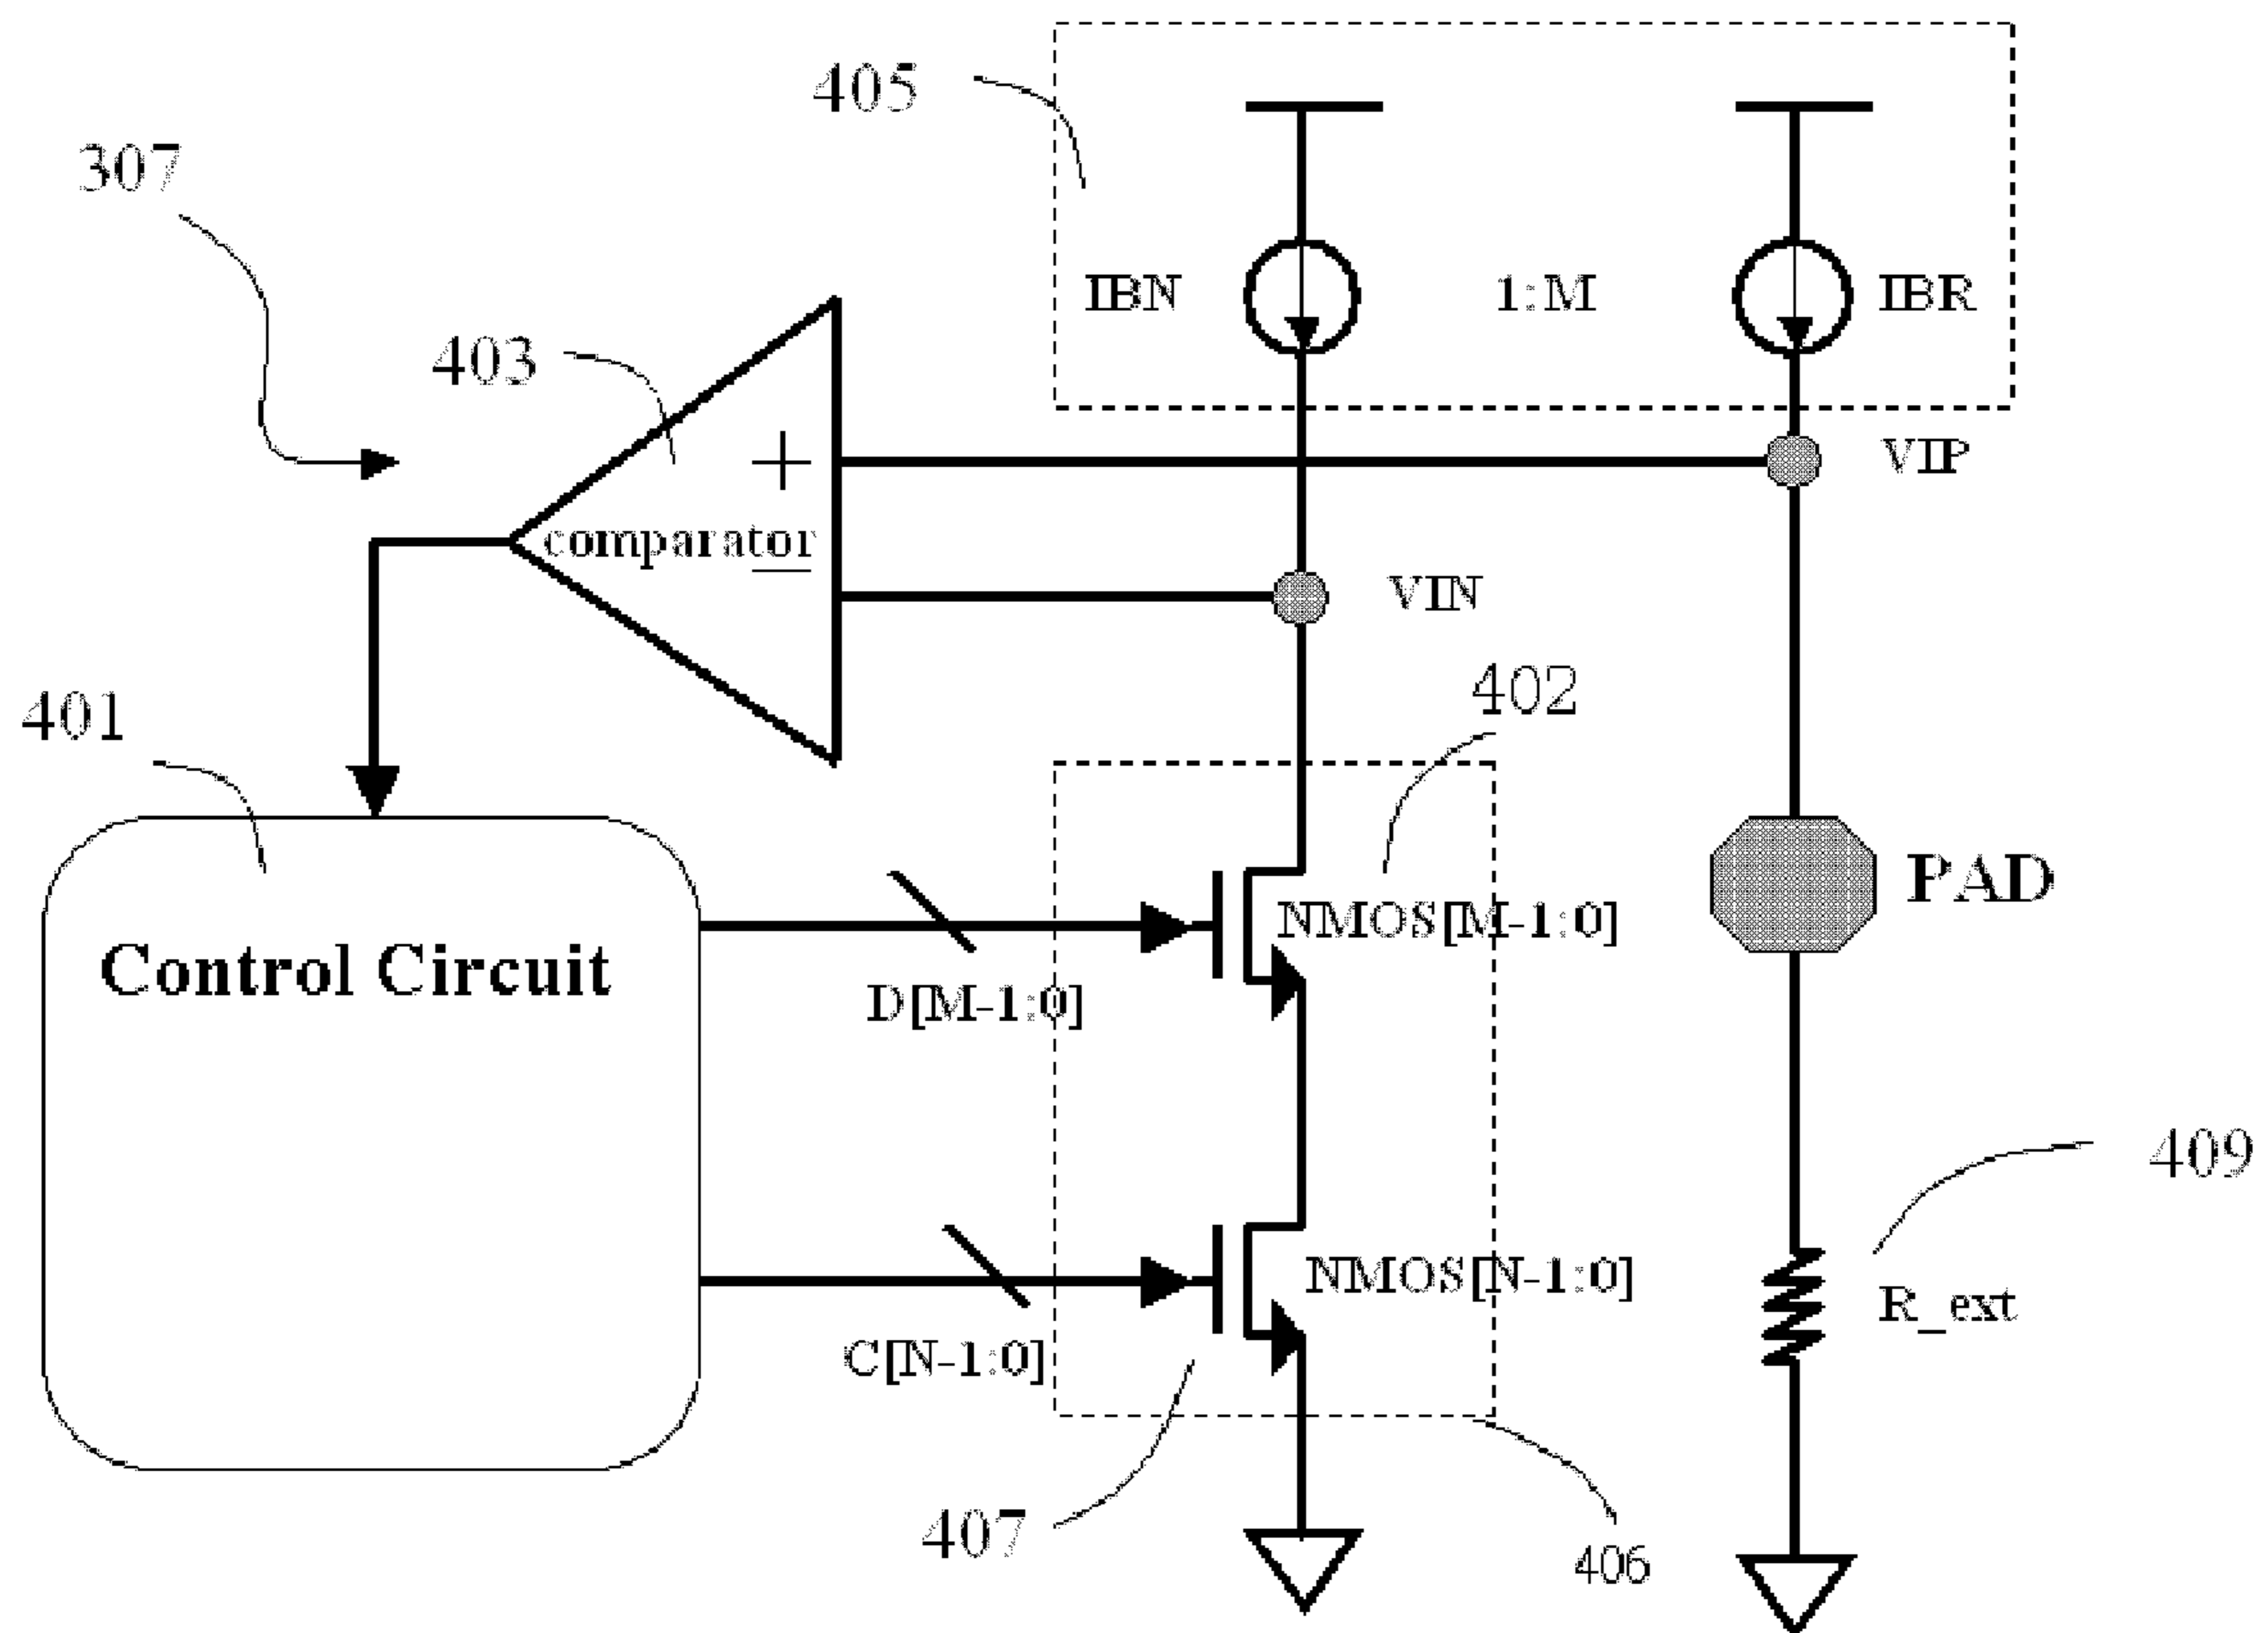 405
307
IBN
1:M
IBR
403
+
VIP
comparator
VIN
402
401
PAD
NMOS[M-1:0]
Control Circuit
D[M-1:0]
409
NMOS[N-1:0]
R_ext
C[N-1:0]
407
406